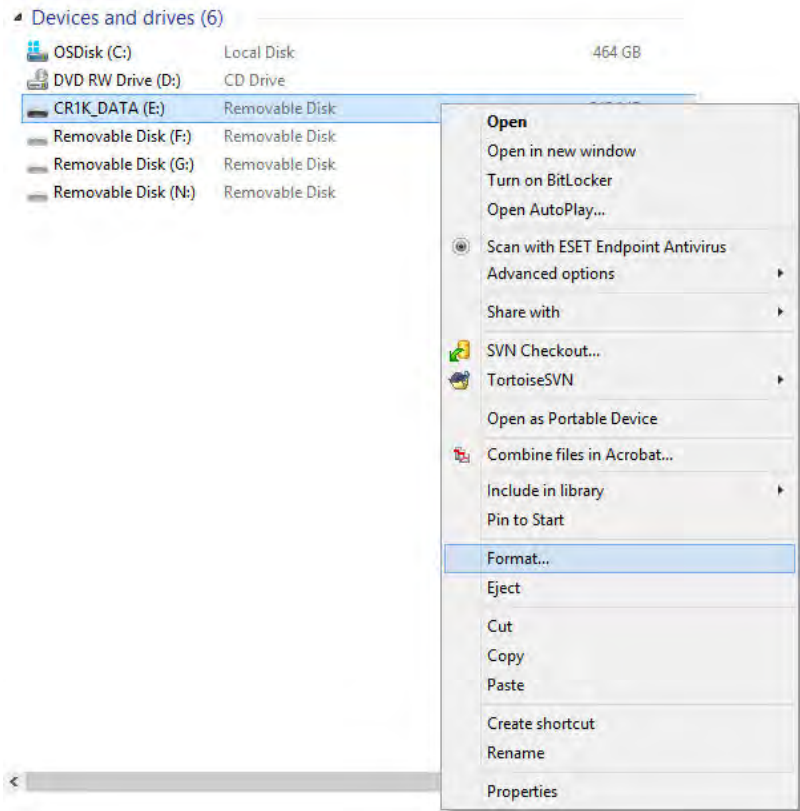 Devices and drives (6)
OSDisk (C:) Local Disk 464 GB
DVD RW Drive (D:) CD Drive
CR1K_DATA (E:) Removable Disk
Removable Disk (F:) Removable Disk
Removable Disk (G:) Removable Disk
Removable Disk (N:) Removable Disk
Open
Open in new window
Turn on BitLocker
Open AutoPlay...
Scan with ESET Endpoint Antivirus
Advanced options
Share with
SVN Checkout...
TortoiseSVN
Open as Portable Device
Combine files in Acrobat...
Include in library
Pin to Start
Format...
Eject
Cut
Copy
Paste
Create shortcut
Rename
Properties